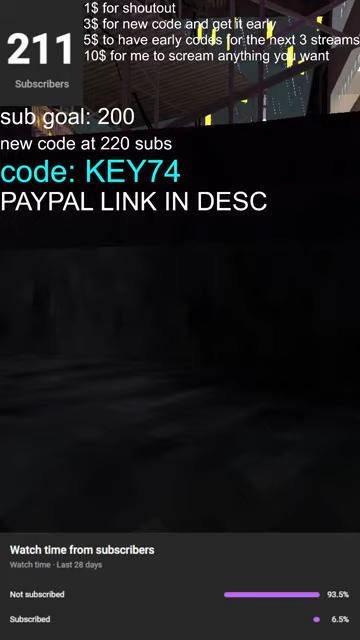 1$ for shoutout
3$ for new code and get it early
5$ to have early codes for the next 3 streams
10$ for me to scream anything you want
211
Subscribers
sub goal: 200
new code at 220 subs
code: KEY74
PAYPAL LINK IN DESC
Watch time from subscribers
Watch time · Last 28 days
Not subscribed 93.5%
Subscribed 6.5%